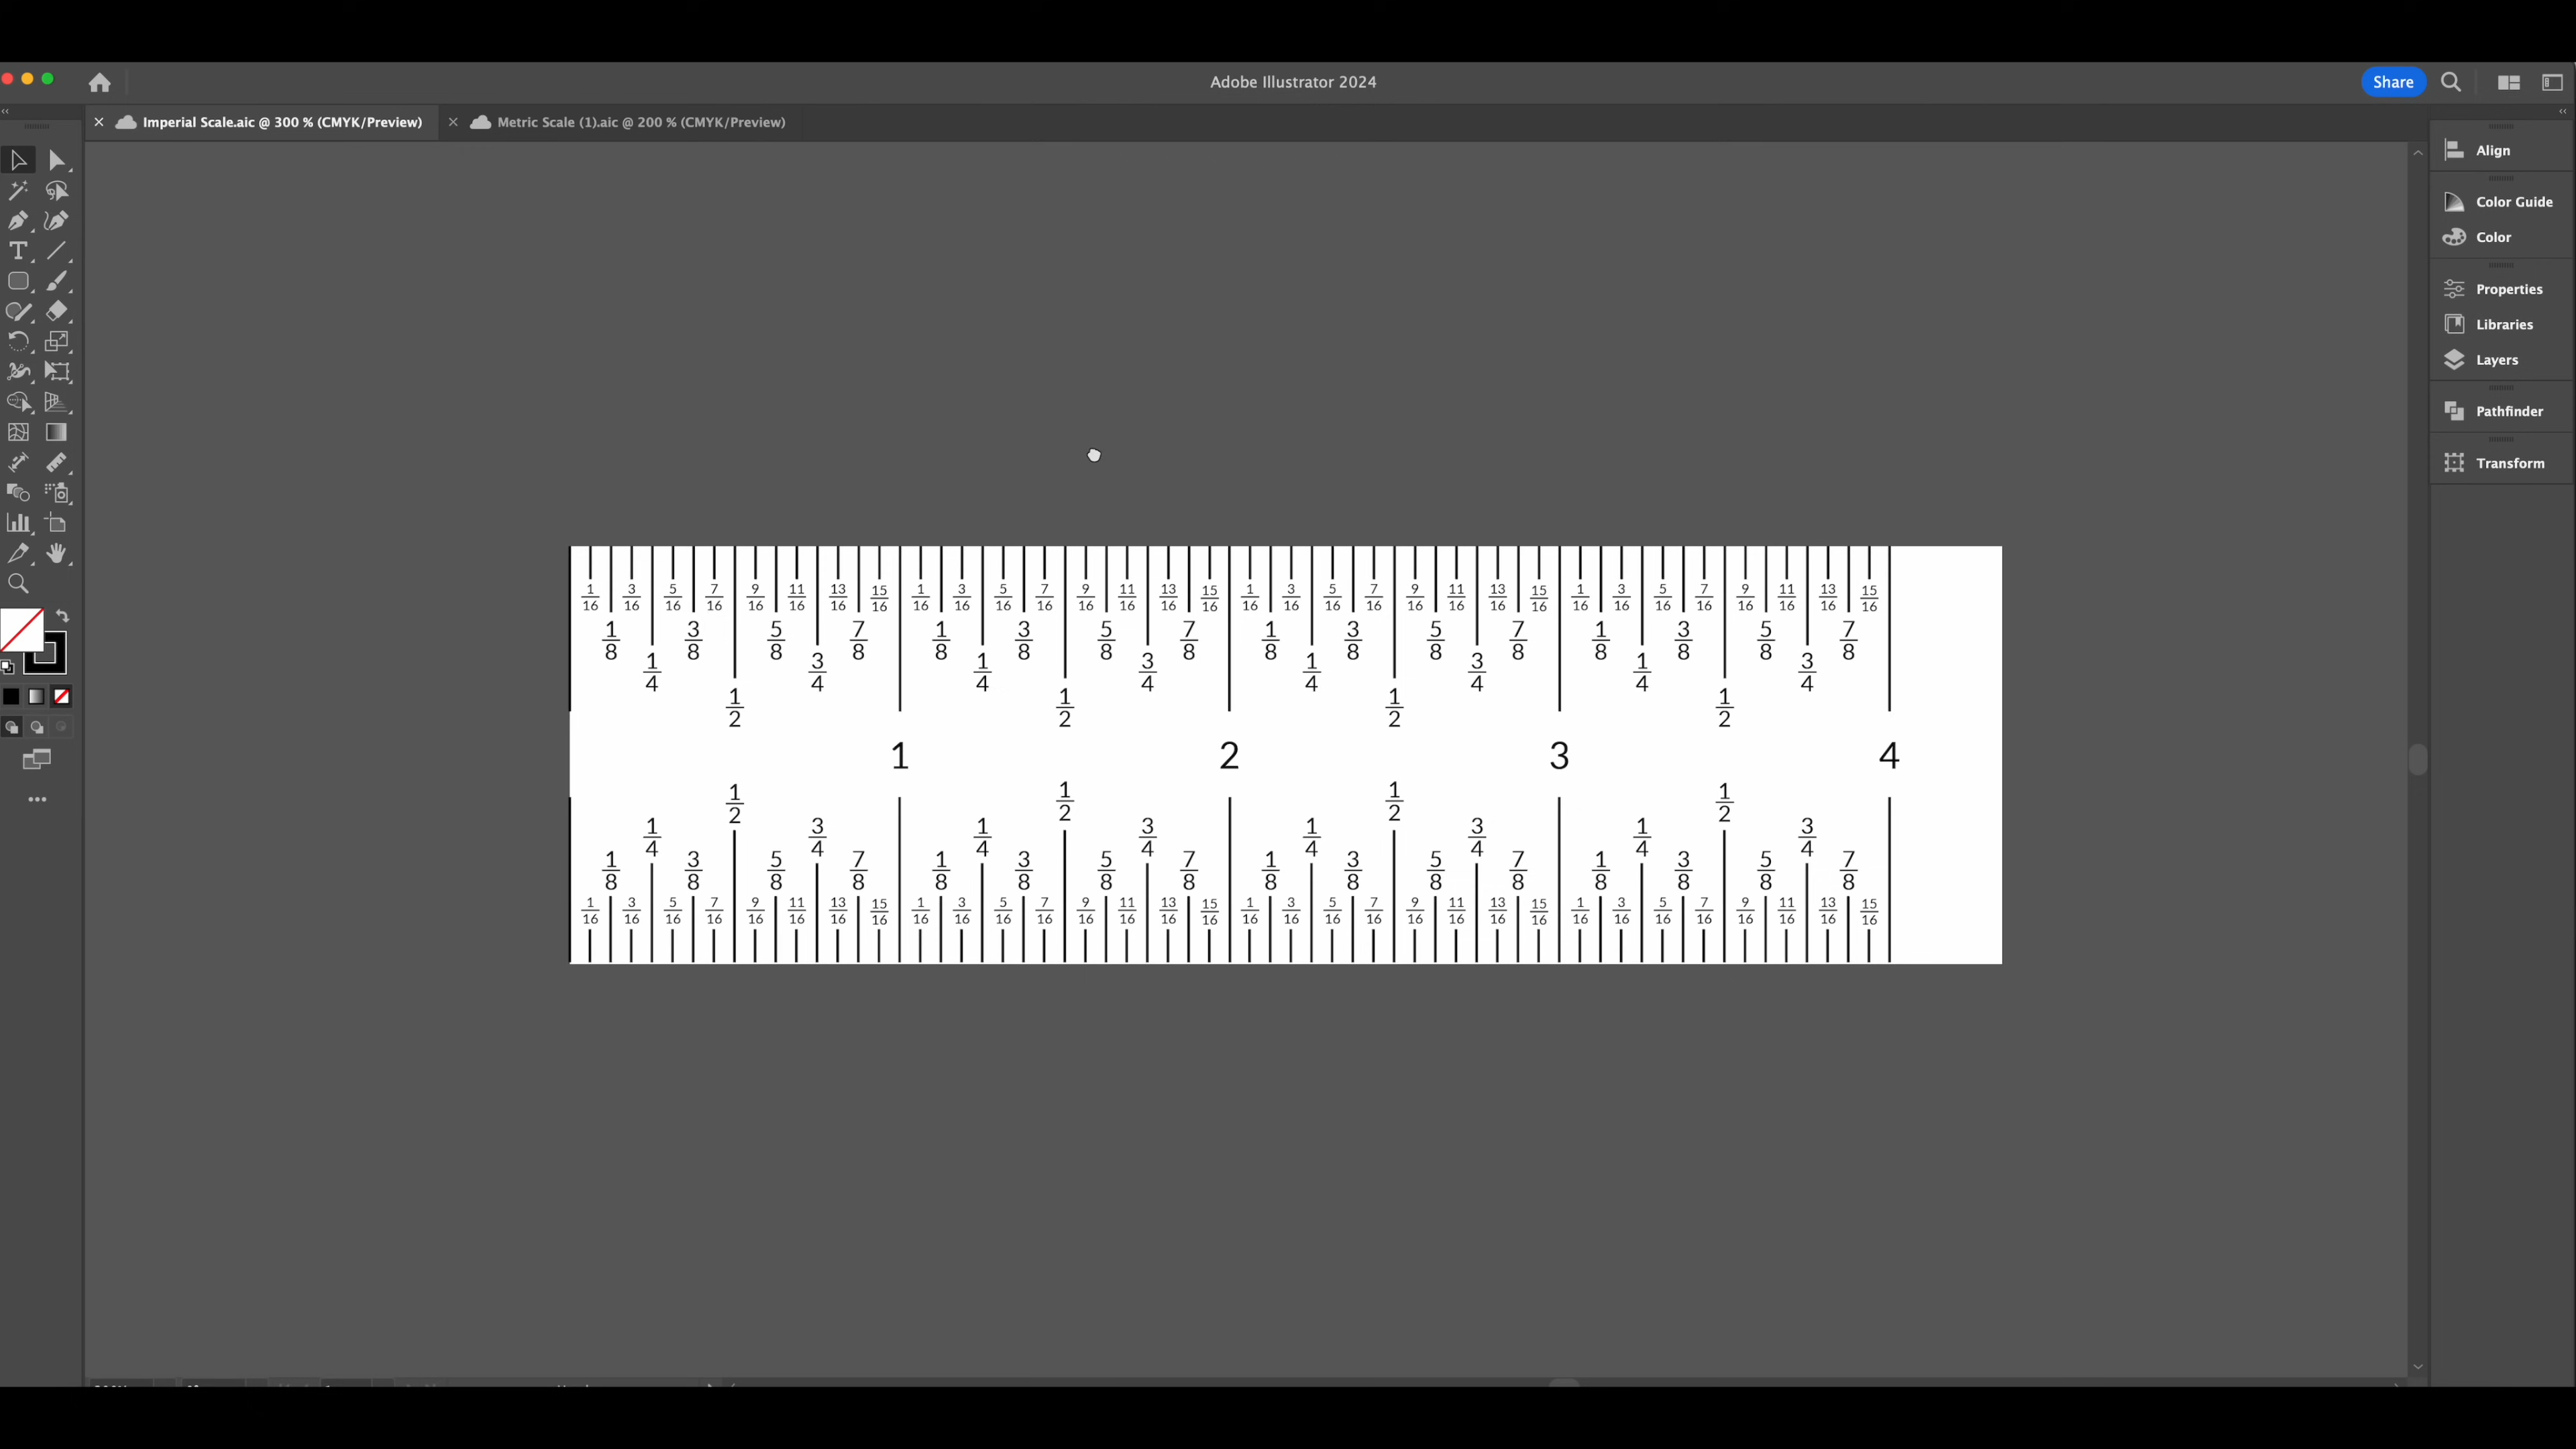 Adobe Illustrator 2024
Share
Imperial Scale.aic @ 300 % (CMYK/Preview)
Metric Scale (1).aic @ 200 % (CMYK/Preview)
Align
Color Guide
Color
Properties
Libraries
Layers
Pathfinder
Transform
1/16 3/16 5/16 7/16 9/16 11/16 13/16 15/16 1/16 3/16 5/16 7/16 9/16 11/16 13/16 15/16 1/16 3/16 5/16 7/16 9/16 11/16 13/16 15/16 1/16 3/16 5/16 7/16 9/16 11/16 13/16 15/16
1/8 3/8 5/8 7/8 1/8 3/8 5/8 7/8 1/8 3/8 5/8 7/8 1/8 3/8 5/8 7/8
1/4 3/4 1/4 3/4 1/4 3/4 1/4 3/4
1/2 1/2 1/2 1/2
1 2 3 4
1/2 1/2 1/2 1/2
1/4 3/4 1/4 3/4 1/4 3/4 1/4 3/4
1/8 3/8 5/8 7/8 1/8 3/8 5/8 7/8 1/8 3/8 5/8 7/8 1/8 3/8 5/8 7/8
1/16 3/16 5/16 7/16 9/16 11/16 13/16 15/16 1/16 3/16 5/16 7/16 9/16 11/16 13/16 15/16 1/16 3/16 5/16 7/16 9/16 11/16 13/16 15/16 1/16 3/16 5/16 7/16 9/16 11/16 13/16 15/16